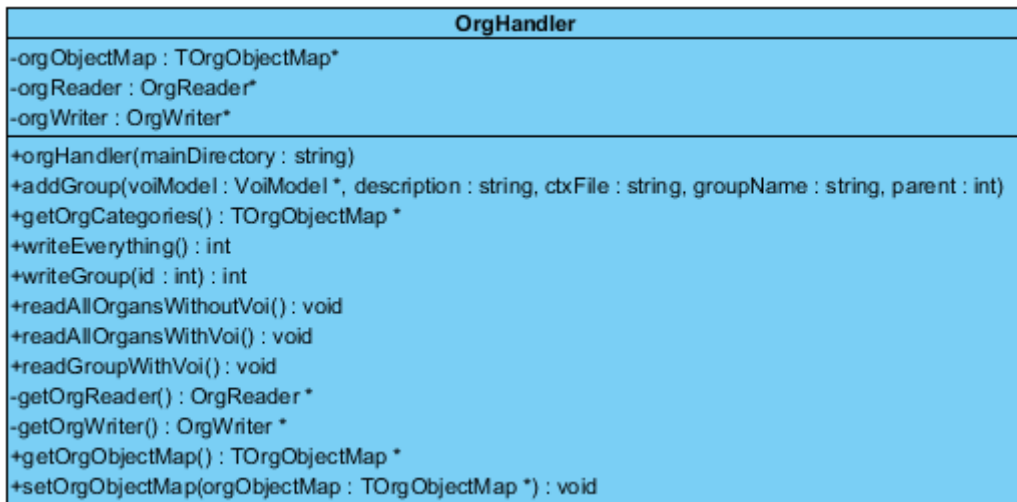 OrgHandler
-orgObjectMap : TOrgObjectMap*
-orgReader : OrgReader*
-orgWriter : OrgWriter*
+orgHandler(mainDirectory : string)
+addGroup(voiModel : VoiModel *, description : string, ctxFile : string, groupName : string, parent : int)
+getOrgCategories() : TOrgObjectMap *
+writeEverything() : int
+writeGroup(id : int) : int
+readAllOrgansWithoutVoi() : void
+readAllOrgansWithVoi() : void
+readGroupWithVoi() : void
-getOrgReader() : OrgReader *
-getOrgWriter() : OrgWriter *
+getOrgObjectMap() : TOrgObjectMap *
+setOrgObjectMap(orgObjectMap : TOrgObjectMap *) : void